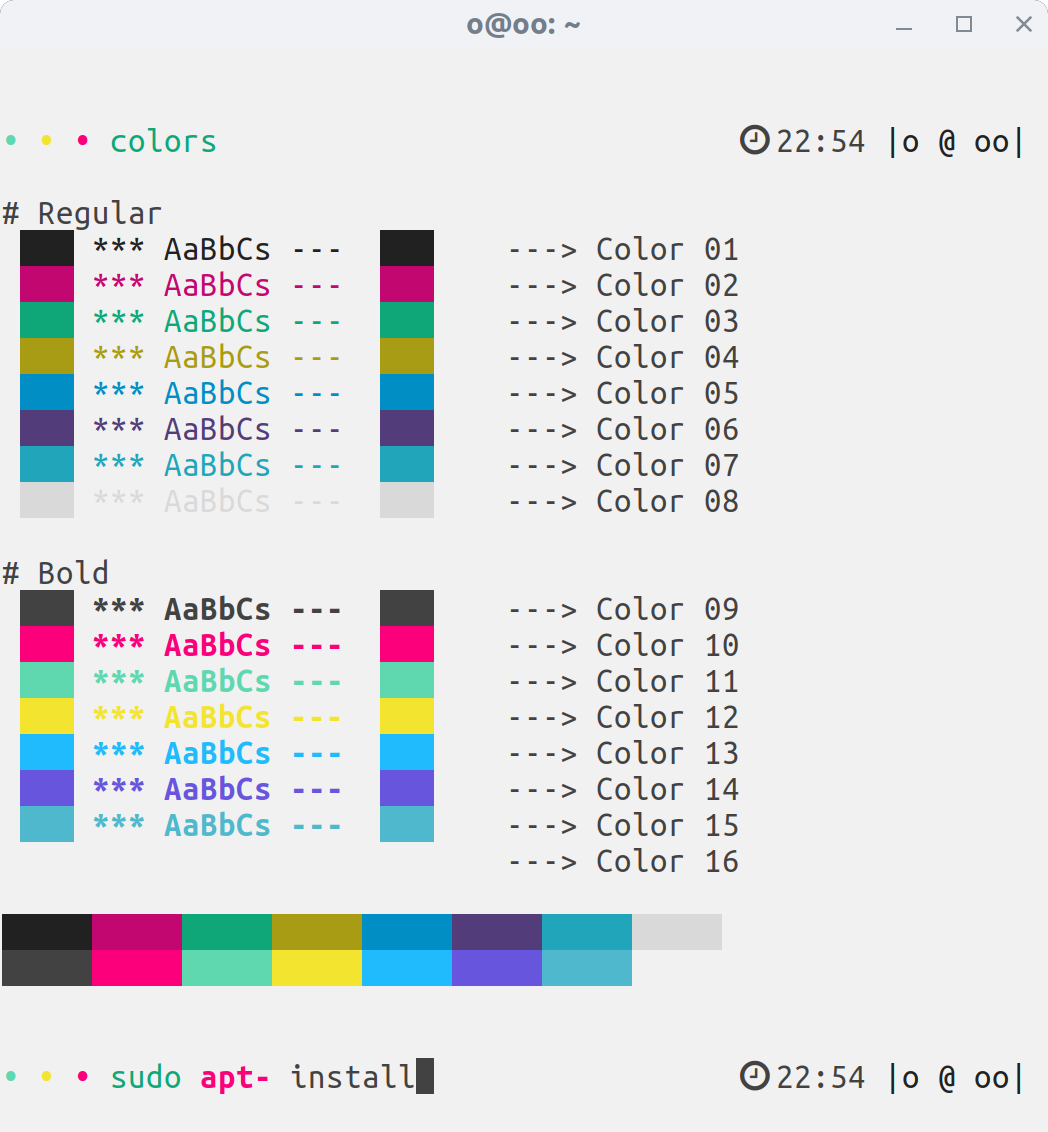 o@oo: ~
• • • colors 22:54 |o @ oo|
# Regular
*** AaBbCs --- ---> Color 01
*** AaBbCs --- ---> Color 02
*** AaBbCs --- ---> Color 03
*** AaBbCs --- ---> Color 04
*** AaBbCs --- ---> Color 05
*** AaBbCs --- ---> Color 06
*** AaBbCs --- ---> Color 07
*** AaBbCs --- ---> Color 08
# Bold
*** AaBbCs --- ---> Color 09
*** AaBbCs --- ---> Color 10
*** AaBbCs --- ---> Color 11
*** AaBbCs --- ---> Color 12
*** AaBbCs --- ---> Color 13
*** AaBbCs --- ---> Color 14
*** AaBbCs --- ---> Color 15
---> Color 16
• • • sudo apt- install 22:54 |o @ oo|